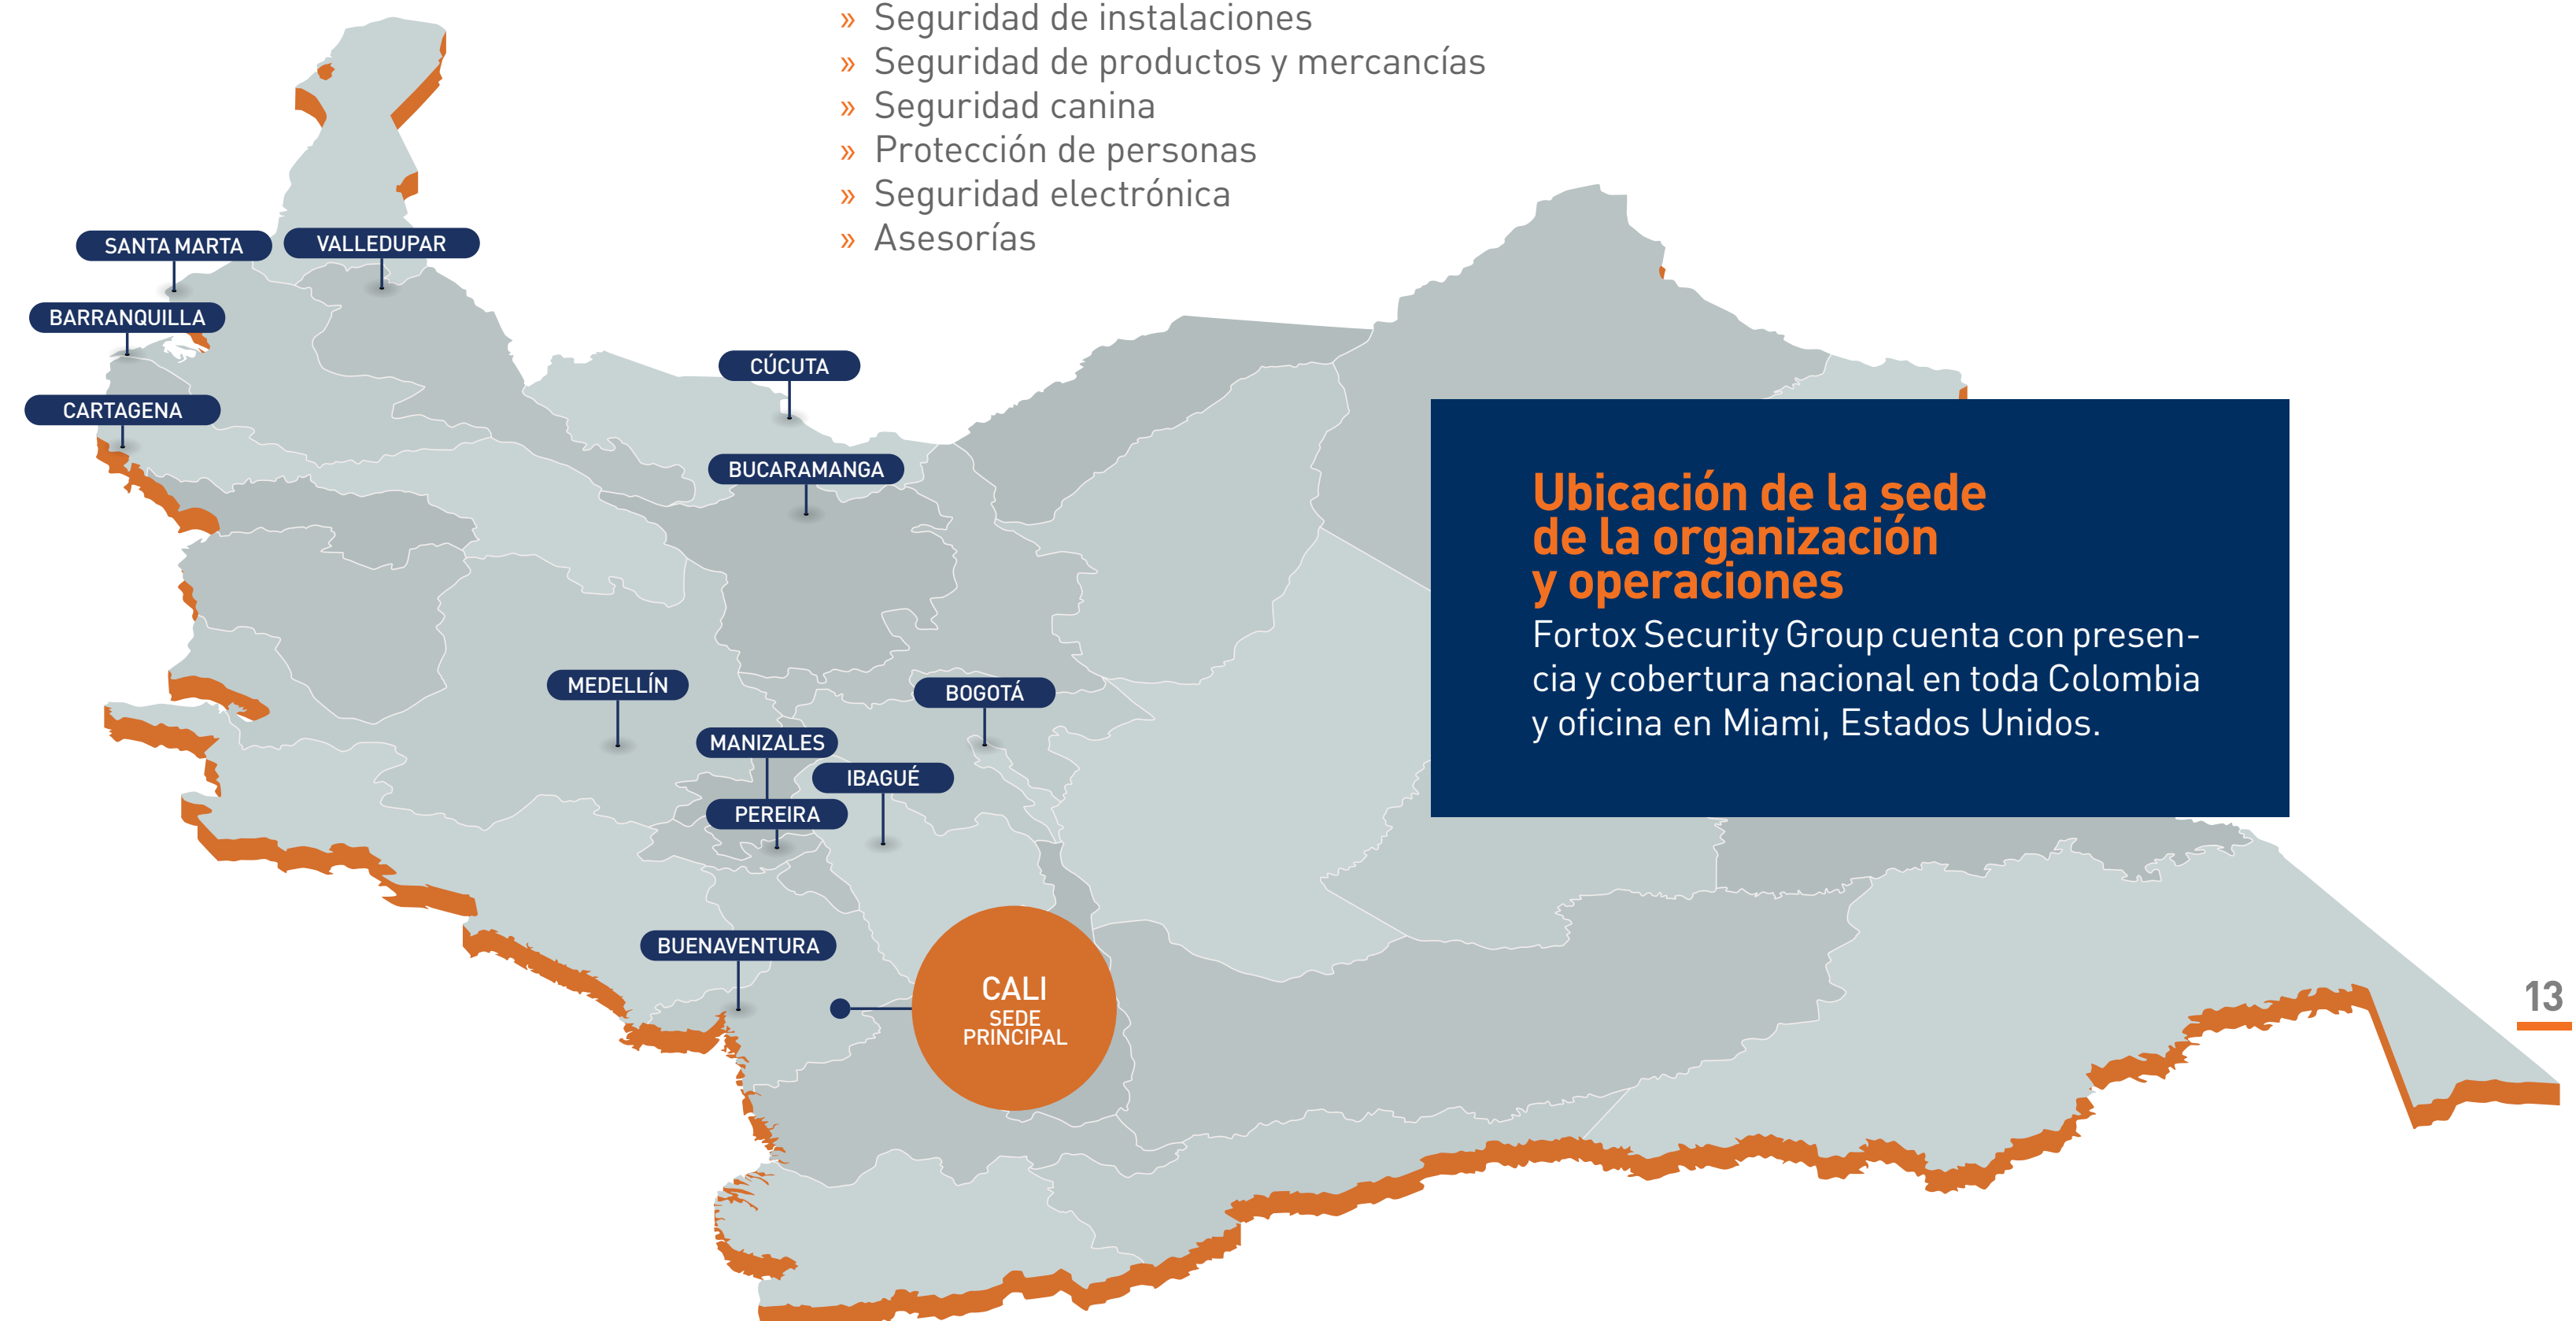 » Seguridad de instalaciones
» Seguridad de productos y mercancías
» Seguridad canina
» Protección de personas
» Seguridad electrónica
» Asesorías
SANTA MARTA
VALLEDUPAR
BARRANQUILLA
CARTAGENA
CÚCUTA
BUCARAMANGA
MEDELLÍN
BOGOTÁ
MANIZALES
IBAGUÉ
PEREIRA
BUENAVENTURA
CALI
SEDE
PRINCIPAL
Ubicación de la sede
de la organización
y operaciones
Fortox Security Group cuenta con presen-
cia y cobertura nacional en toda Colombia
y oficina en Miami, Estados Unidos.
13